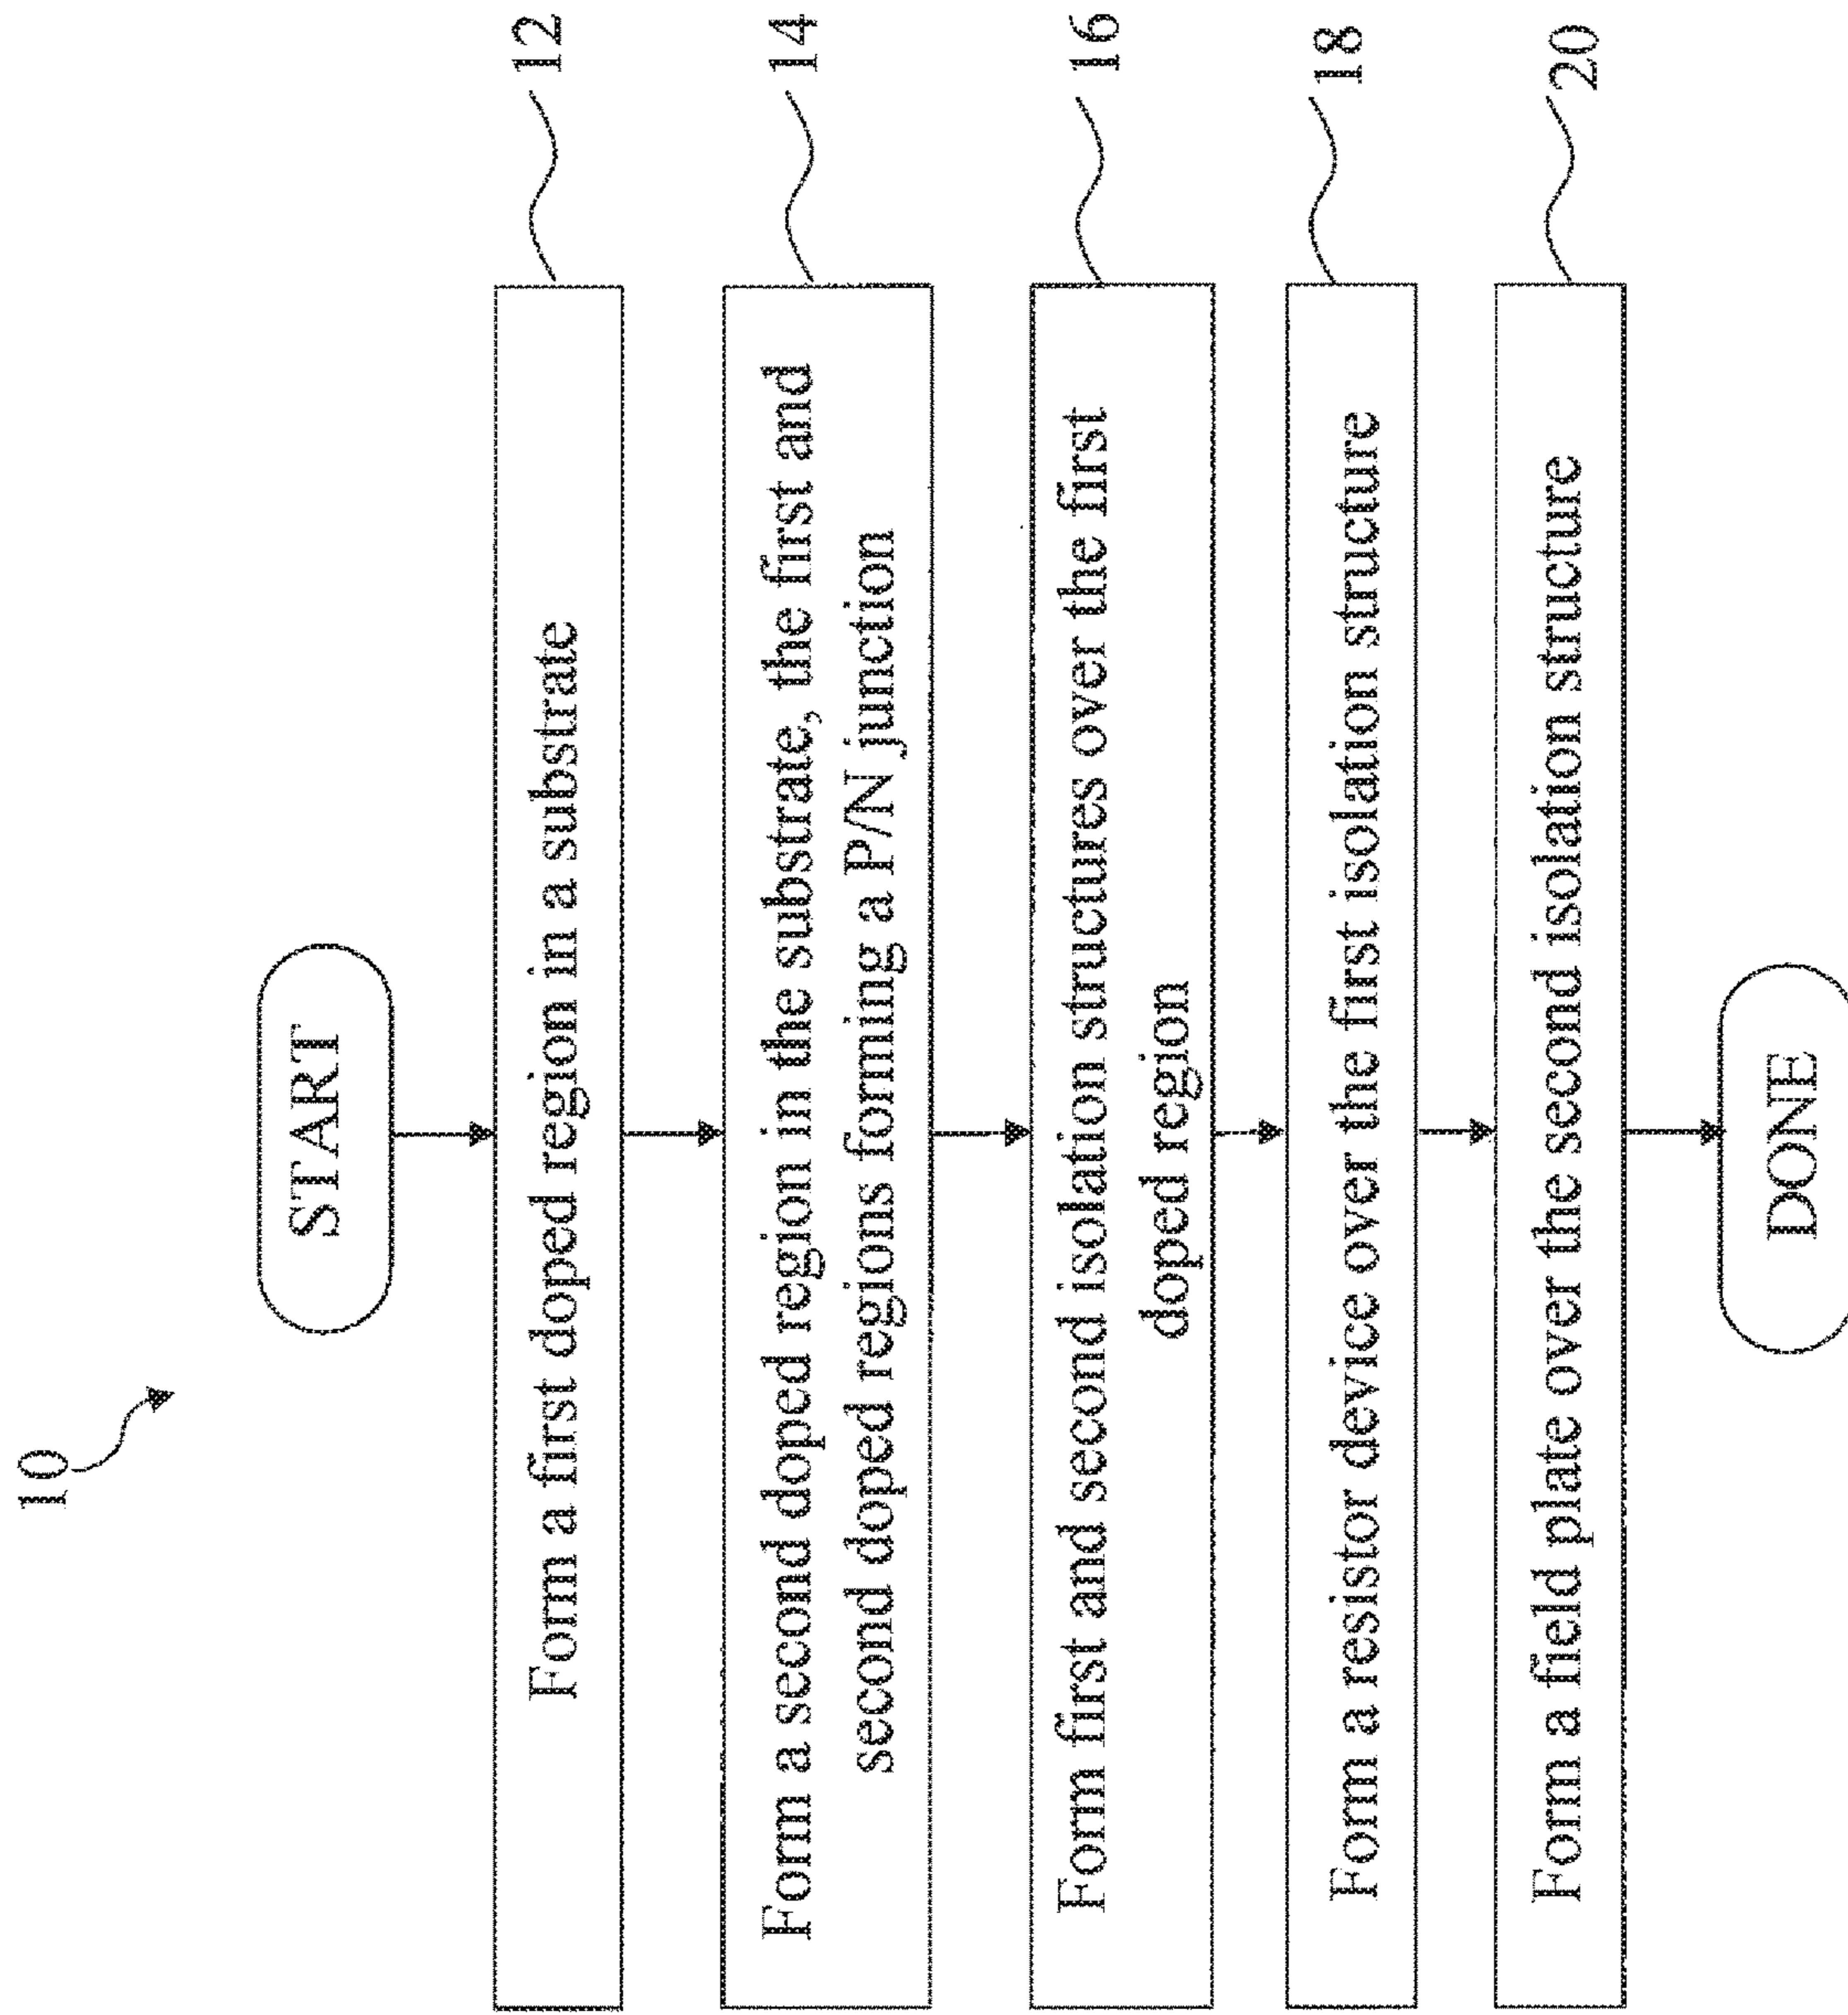 10
START
Form a first doped region in a substrate
12
Form a second doped region in the substrate, the first and
second doped regions forming a P/N junction
14
Form first and second isolation structures over the first
doped region
16
Form a resistor device over the first isolation structure
18
Form a field plate over the second isolation structure
20
DONE